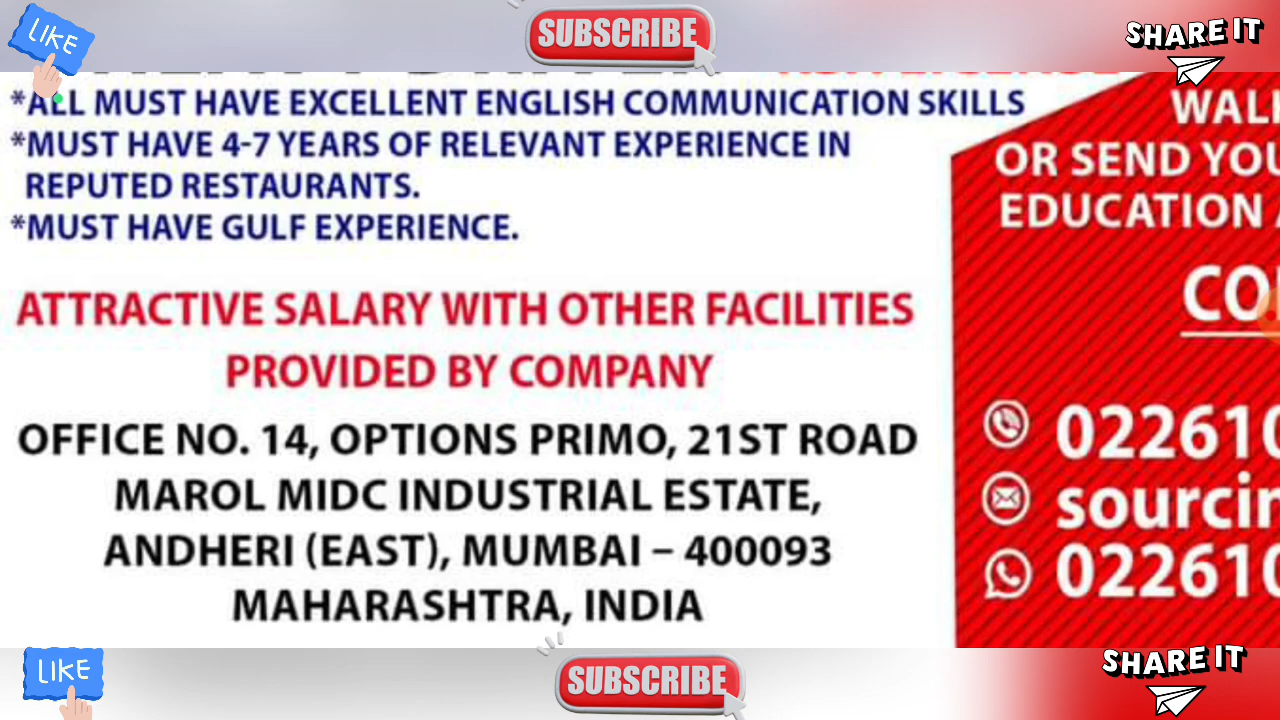 LIKE
SUBSCRIBE
SHARE IT
*ALL MUST HAVE EXCELLENT ENGLISH COMMUNICATION SKILLS
*MUST HAVE 4-7 YEARS OF RELEVANT EXPERIENCE IN
REPUTED RESTAURANTS.
*MUST HAVE GULF EXPERIENCE.
ATTRACTIVE SALARY WITH OTHER FACILITIES
PROVIDED BY COMPANY
OFFICE NO. 14, OPTIONS PRIMO, 21ST ROAD
MAROL MIDC INDUSTRIAL ESTATE,
ANDHERI (EAST), MUMBAI – 400093
MAHARASHTRA, INDIA
OR SEND
EDUCATION
LIKE
SUBSCRIBE
SHARE IT